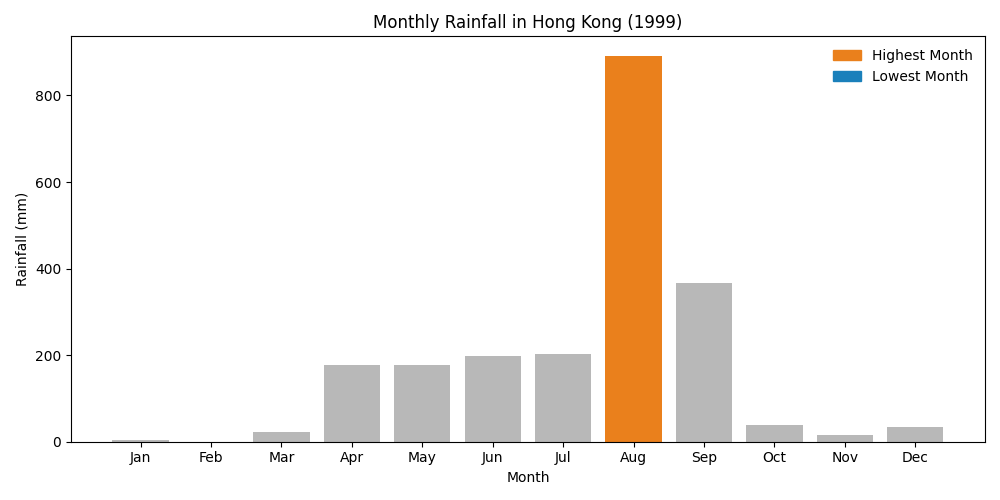 Monthly Rainfall in Hong Kong (1999)
Highest Month
Lowest Month
Rainfall (mm)
800
600
400
200
0
Jan Feb Mar Apr May Jun Jul Aug Sep Oct Nov Dec
Month